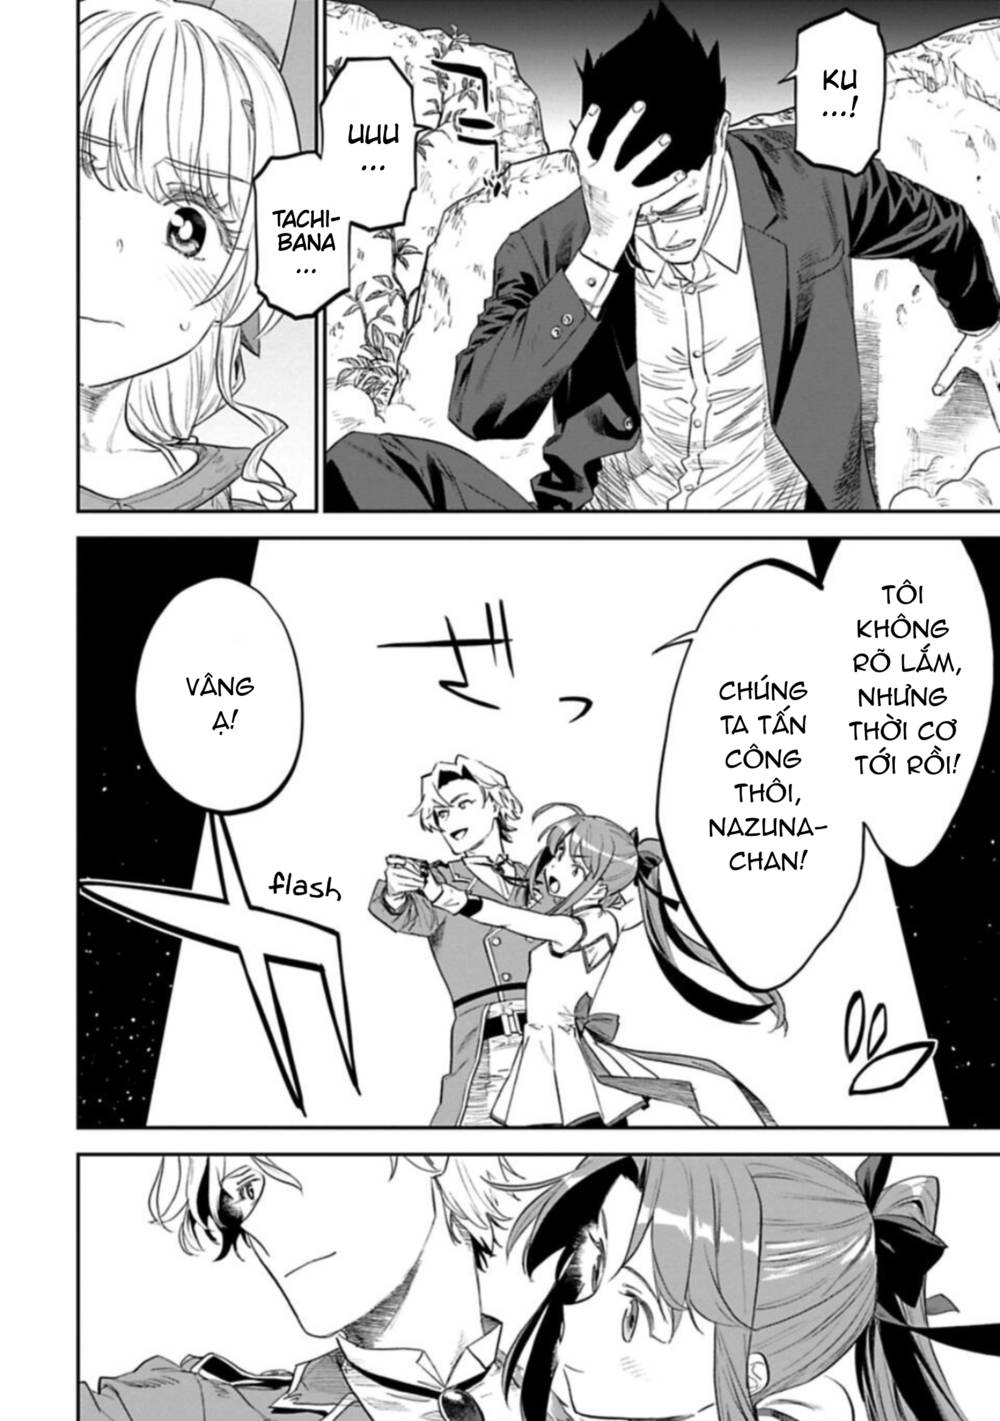 KU
...!
UUU
...
TACHI-
BANA
...
TÔI
KHÔNG
RÕ LẮM,
NHƯNG
THỜI CƠ
TỚI RỒI!
CHÚNG
TA TẤN
CÔNG
THÔI,
NAZUNA-
CHAN!
VÂNG
Ạ!
flash